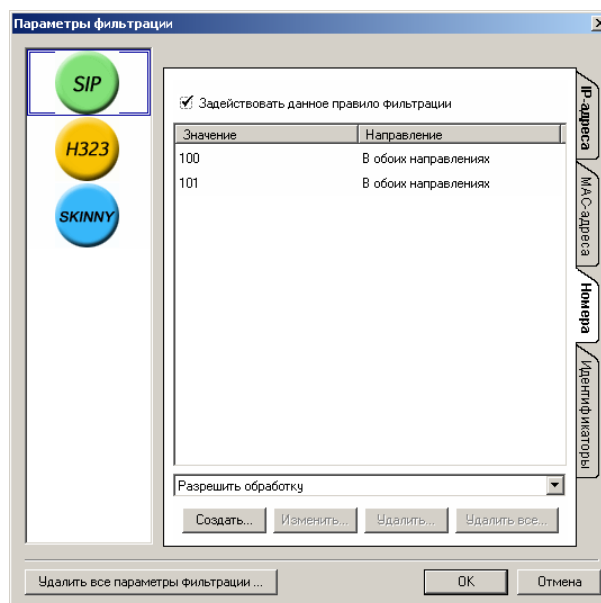 Параметры фильтрации
SIP
H323
SKINNY
Задействовать данное правило фильтрации
Значение Направление
100 В обоих направлениях
101 В обоих направлениях
IP-адреса
MAC-адреса
Номера
Идентификаторы
Разрешить обработку
Создать... Изменить... Удалить... Удалить все...
Удалить все параметры фильтрации ... OK Отмена